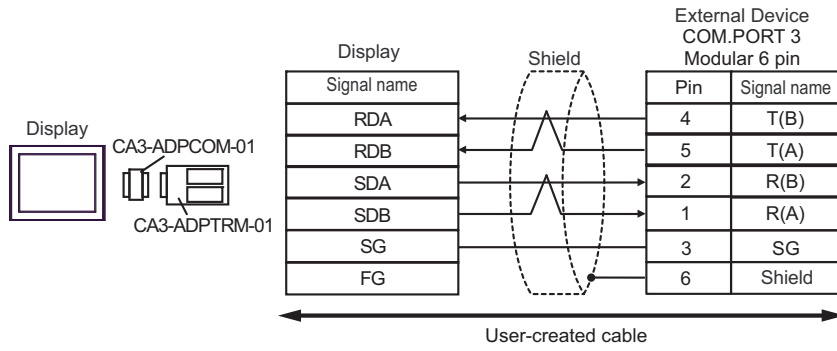 External Device
COM.PORT 3
Modular 6 pin
Display
Shield
Signal name
Pin
Signal name
RDA
4
T(B)
RDB
5
T(A)
SDA
2
R(B)
SDB
1
R(A)
SG
3
SG
FG
6
Shield
Display
CA3-ADPCOM-01
CA3-ADPTRM-01
User-created cable